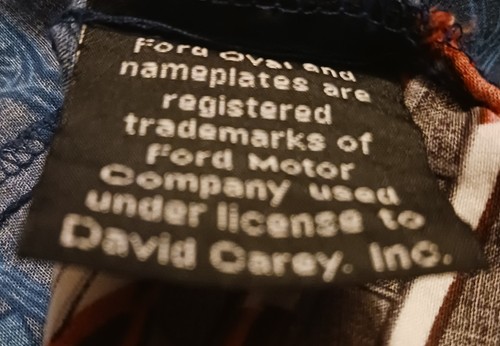 Ford Oval and
nameplates are
registered
trademarks of
Ford Motor
Company used
under license to
David Carey. Inc.